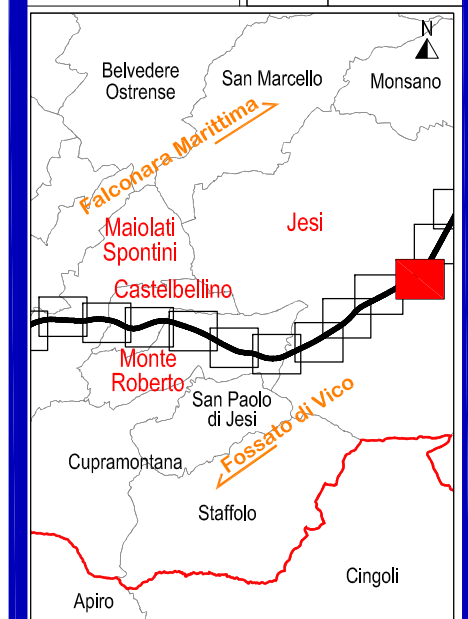 N
Belvedere
Ostrense
San Marcello
Monsano
Falconara Marittima
Maiolati
Spontini
Jesi
Castelbellino
Monte
Roberto
San Paolo
di Jesi
Fossato di Vico
Cupramontana
Staffolo
Cingoli
Apiro